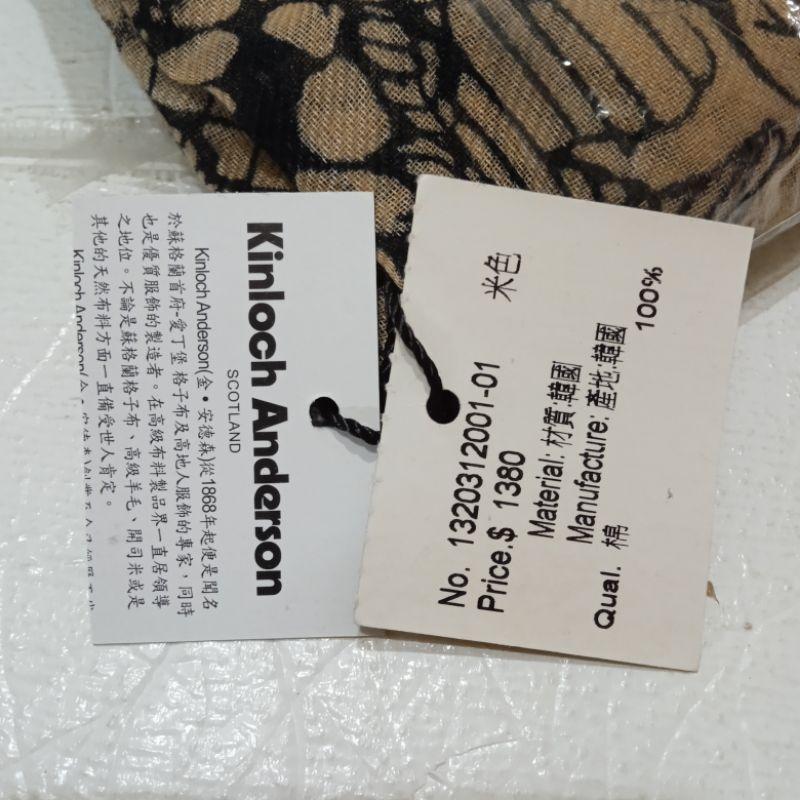 Kinloch Anderson
SCOTLAND
Kinloch Anderson(金•安德森)從1868年起便是聞名
於蘇格蘭首府-愛丁堡 格子布及高地人服飾的專家，同時
也是優質服飾的製造者。在高級布料製品界一直居領導
之地位。不論是蘇格蘭格子布、高級羊毛、開司米或是
其他的天然布料方面一直備受世人肯定。
Kinloch Anderson(金•安德森)
米色
No. 1320312001-01
Price.$ 1380
Material: 材質:韓國
Manufacture: 產地:韓國
Qual. 棉 100%